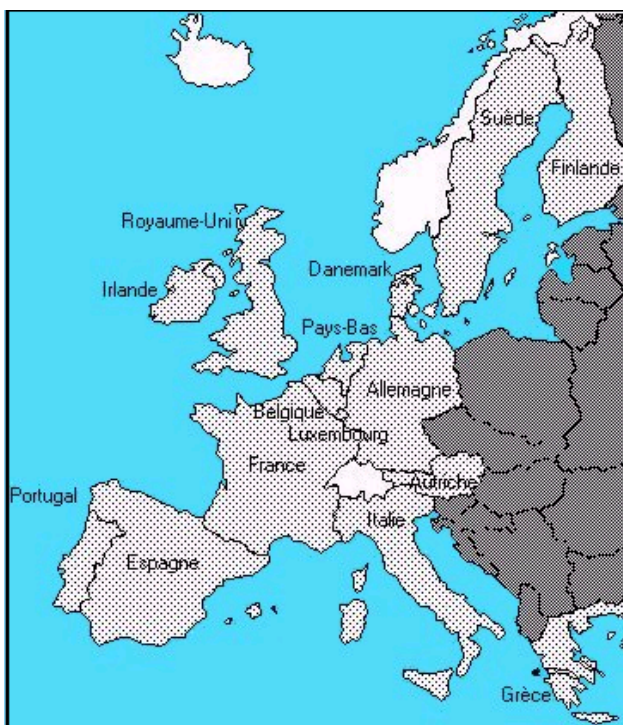 Suède
Finlande
Royaume-Uni
Danemark
Irlande
Pays-Bas
Allemagne
Belgique
Luxembourg
France
Autriche
Portugal
Italie
Espagne
Grèce